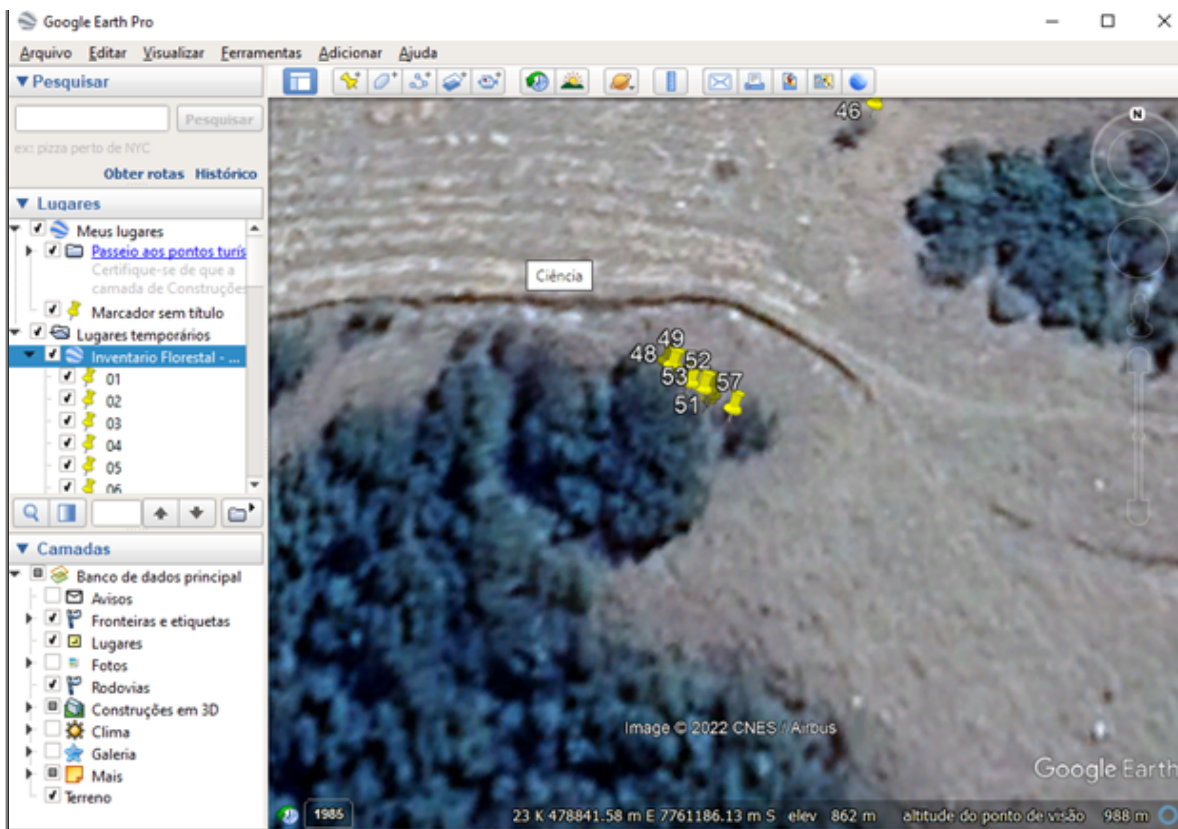 Google Earth Pro
Arquivo Editar Visualizar Ferramentas Adicionar Ajuda
Pesquisar
Pesquisar
ex: pizza perto de NYC
Obter rotas Histórico
Lugares
Meus lugares
Passeio aos pontos turís
Certifique-se de que a
camada de Construções
Marcador sem título
Lugares temporários
Inventario Florestal - ...
01
02
03
04
05
06
Camadas
Banco de dados principal
Avisos
Fronteiras e etiquetas
Lugares
Fotos
Rodovias
Construções em 3D
Clima
Galeria
Mais
Terreno
46
N
Ciência
49
48 52
53 57
51
Image © 2022 CNES / Airbus
Google Earth
1985 23 K 478841.58 m E 7761186.13 m S elev 862 m altitude do ponto de visão 988 m